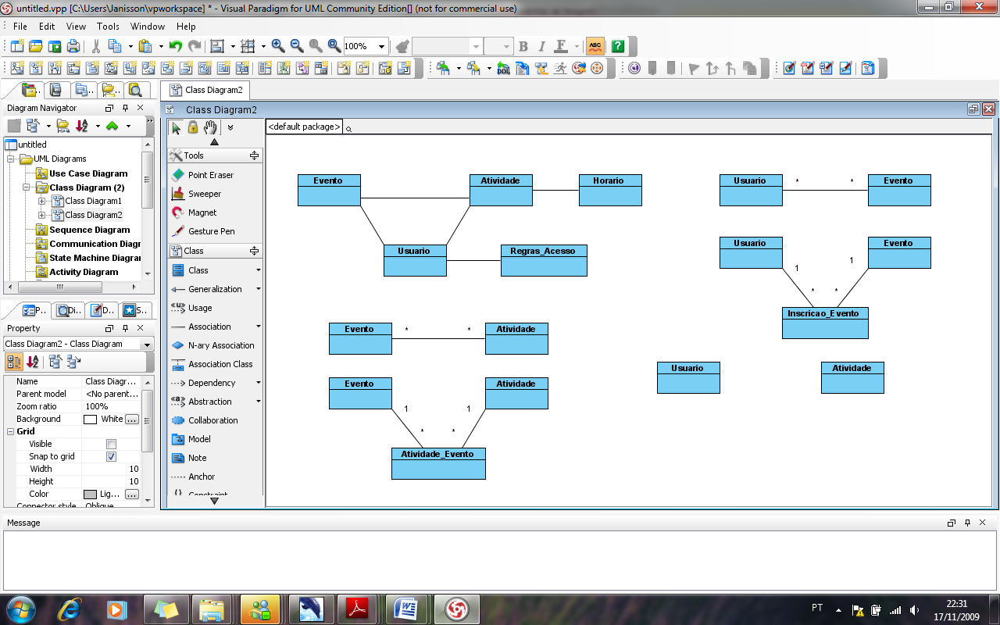 untitled.vpp [C:\Users\Janisson\vpworkspace] * - Visual Paradigm for UML Community Edition[] (not for commercial use)
File Edit View Tools Window Help
100%
B I F ABC ?
DDL
Class Diagram2
Diagram Navigator
Class Diagram2
<default package>
untitled
UML Diagrams
Use Case Diagram
Class Diagram (2)
Class Diagram1
Class Diagram2
Sequence Diagram
Communication Diagr
State Machine Diagra
Activity Diagram
P.. Di.. D.. S..
Property
Class Diagram2 - Class Diagram
Name Class Diagr...
Parent model <No parent...
Zoom ratio 100%
Background White ...
Grid
Visible
Snap to grid
Width 10
Height 10
Color Lig... ...
Connector style Oblique
Tools
Point Eraser
Sweeper
Magnet
Gesture Pen
Class
Class
Generalization
«u» Usage
Association
N-ary Association
Association Class
Dependency
«a» Abstraction
Collaboration
Model
Note
Anchor
{} Constraint
Evento Atividade Horario
Usuario Regras_Acesso
Usuario * * Evento
Usuario Evento
1 1
* *
Inscricao_Evento
Evento * * Atividade
Usuario Atividade
Evento Atividade
1 1
* *
Atividade_Evento
Message
PT
22:31
17/11/2009